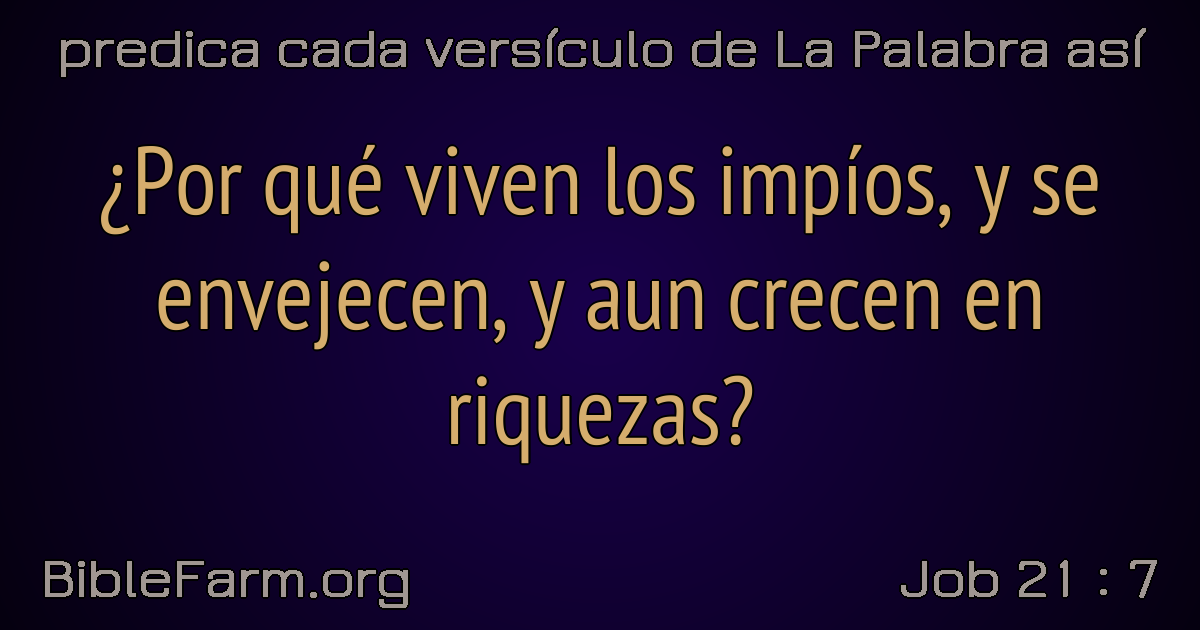 predica cada versículo de La Palabra así
¿Por qué viven los impíos, y se
envejecen, y aun crecen en
riquezas?
BibleFarm.org
Job 21 : 7